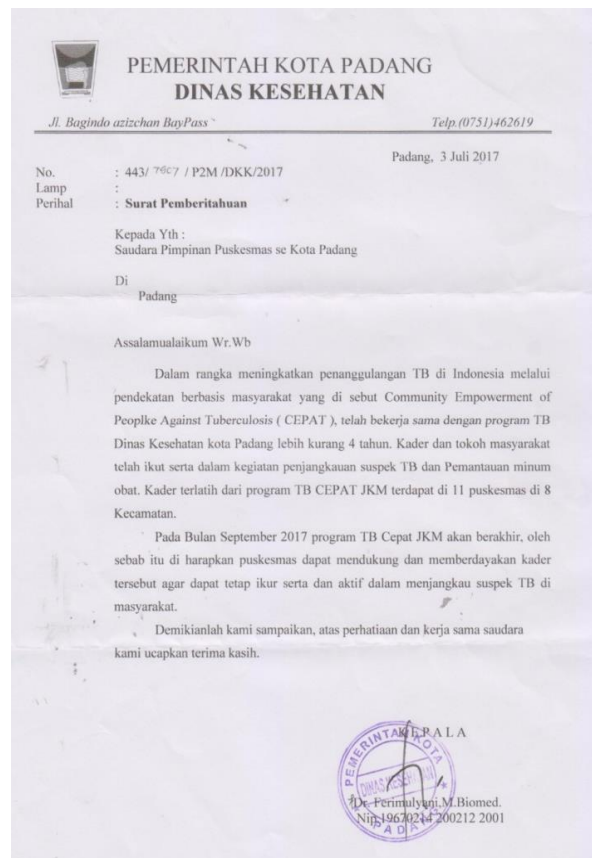 PEMERINTAH KOTA PADANG
DINAS KESEHATAN
Jl. Bagindo azizchan BayPass
Telp.(0751)462619
Padang, 3 Juli 2017
No. : 443/ / P2M /DKK/2017
Lamp :
Perihal : Surat Pemberitahuan
Kepada Yth :
Saudara Pimpinan Puskesmas se Kota Padang
Di
Padang
Assalamualaikum Wr.Wb
Dalam rangka meningkatkan penanggulangan TB di Indonesia melalui
pendekatan berbasis masyarakat yang di sebut Community Empowerment of
Peoplke Against Tuberculosis ( CEPAT ), telah bekerja sama dengan program TB
Dinas Kesehatan kota Padang lebih kurang 4 tahun. Kader dan tokoh masyarakat
telah ikut serta dalam kegiatan penjangkauan suspek TB dan Pemantauan minum
obat. Kader terlatih dari program TB CEPAT JKM terdapat di 11 puskesmas di 8
Kecamatan.
Pada Bulan September 2017 program TB Cepat JKM akan berakhir, oleh
sebab itu di harapkan puskesmas dapat mendukung dan memberdayakan kader
tersebut agar dapat tetap ikur serta dan aktif dalam menjangkau suspek TB di
masyarakat.
Demikianlah kami sampaikan, atas perhatiaan dan kerja sama saudara
kami ucapkan terima kasih.
KEPALA
PEMERINTAH KOTA
DINAS KESEHATAN
PADANG
Dr. Ferimulyani,M.Biomed.
Nip.19670214 200212 2001